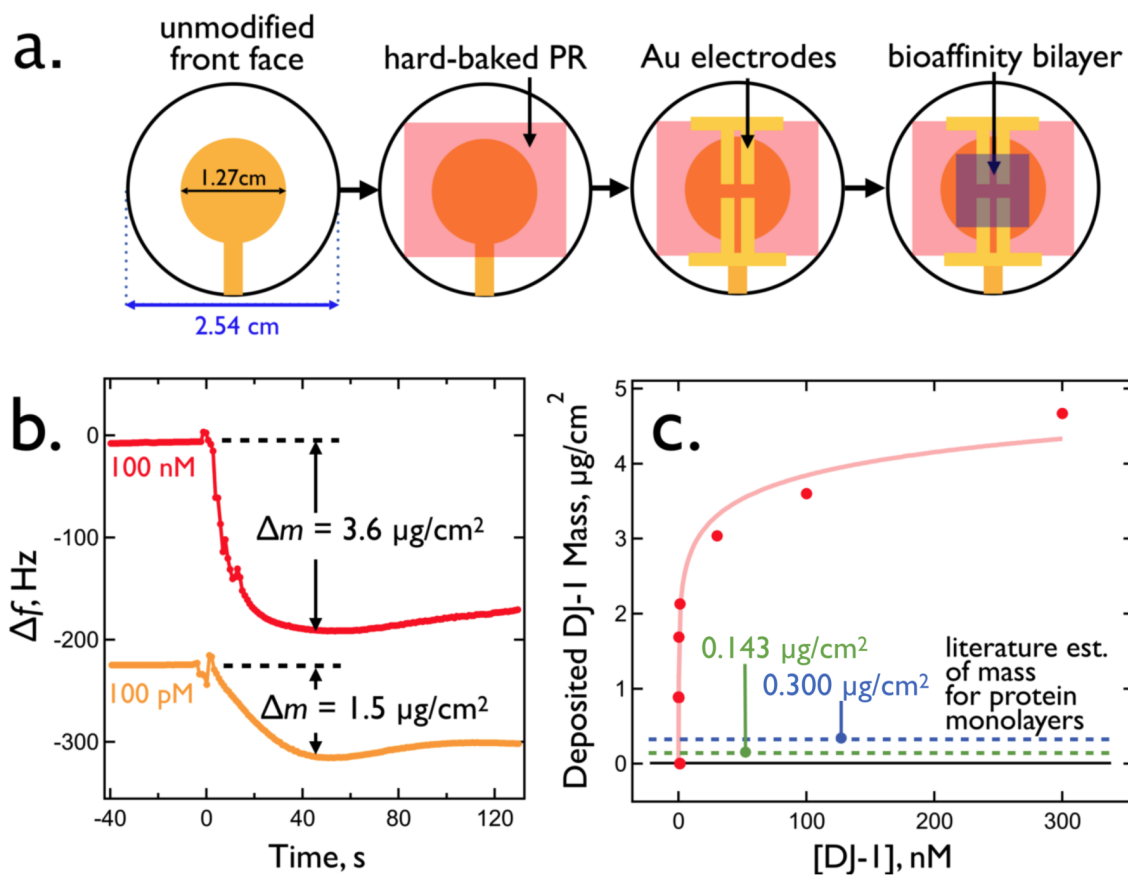 a.
unmodified
front face
hard-baked PR
Au electrodes
bioaffinity bilayer
1.27cm
2.54 cm
b.
0
-100
-200
-300
Δf, Hz
100 nM
Δm = 3.6 μg/cm²
100 pM
Δm = 1.5 μg/cm²
-40
0
40
80
120
Time, s
c.
5
4
3
2
1
0
Deposited DJ-1 Mass, μg/cm²
0.143 μg/cm²
0.300 μg/cm²
literature est.
of mass
for protein
monolayers
0
100
200
300
[DJ-1], nM